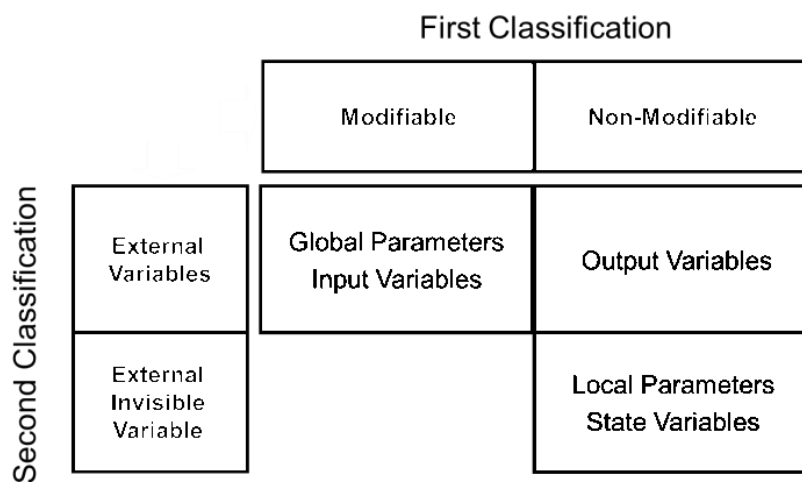 First Classification
Modifiable
Non-Modifiable
Second Classification
External
Variables
Global Parameters
Input Variables
Output Variables
External
Invisible
Variable
Local Parameters
State Variables